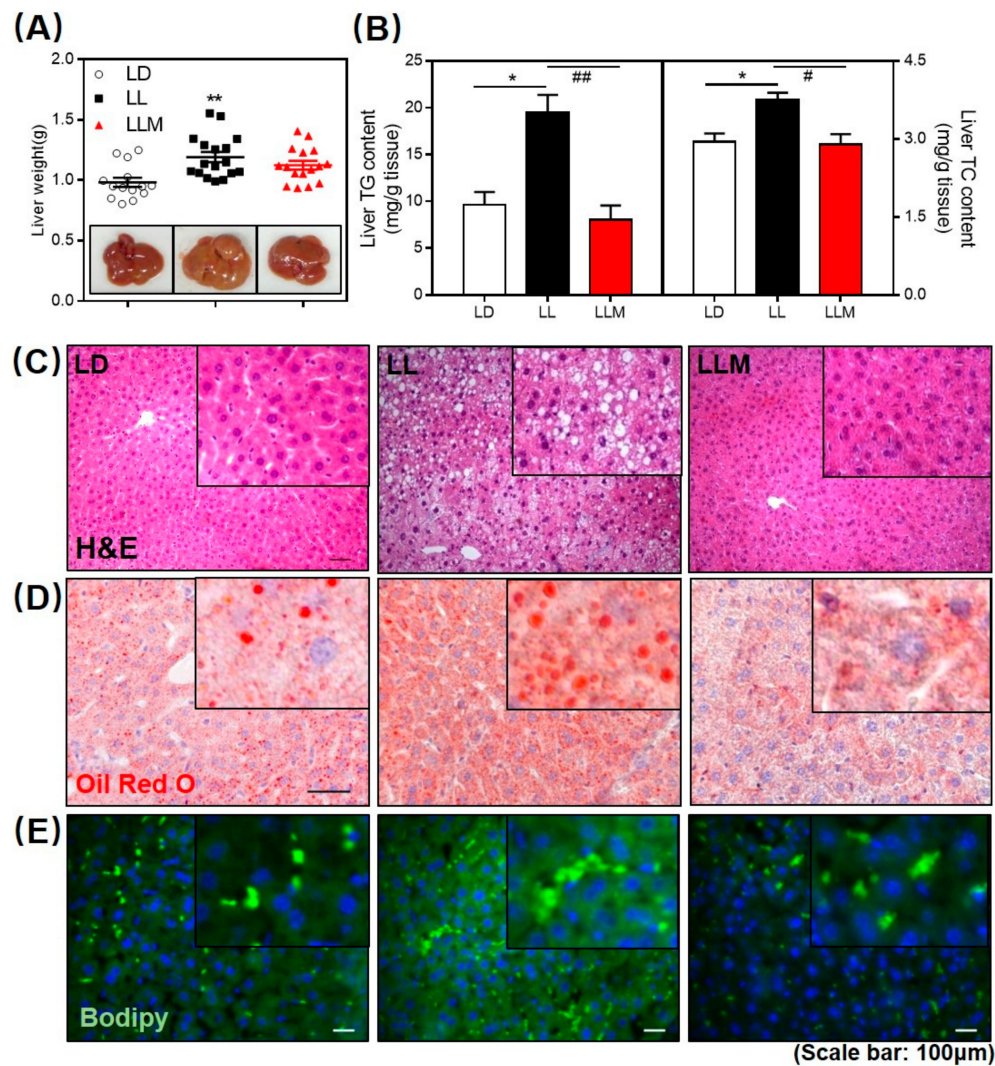 (A)
2.0
1.5
1.0
0.5
0.0
Liver weight(g)
LD
LL
LLM
**
(B)
25
20
15
10
5
0
Liver TG content
(mg/g tissue)
*
##
*
#
4.5
3.0
1.5
0.0
Liver TC content
(mg/g tissue)
LD
LL
LLM
LD
LL
LLM
(C)
LD
LL
LLM
H&E
(D)
Oil Red O
(E)
Bodipy
(Scale bar: 100μm)